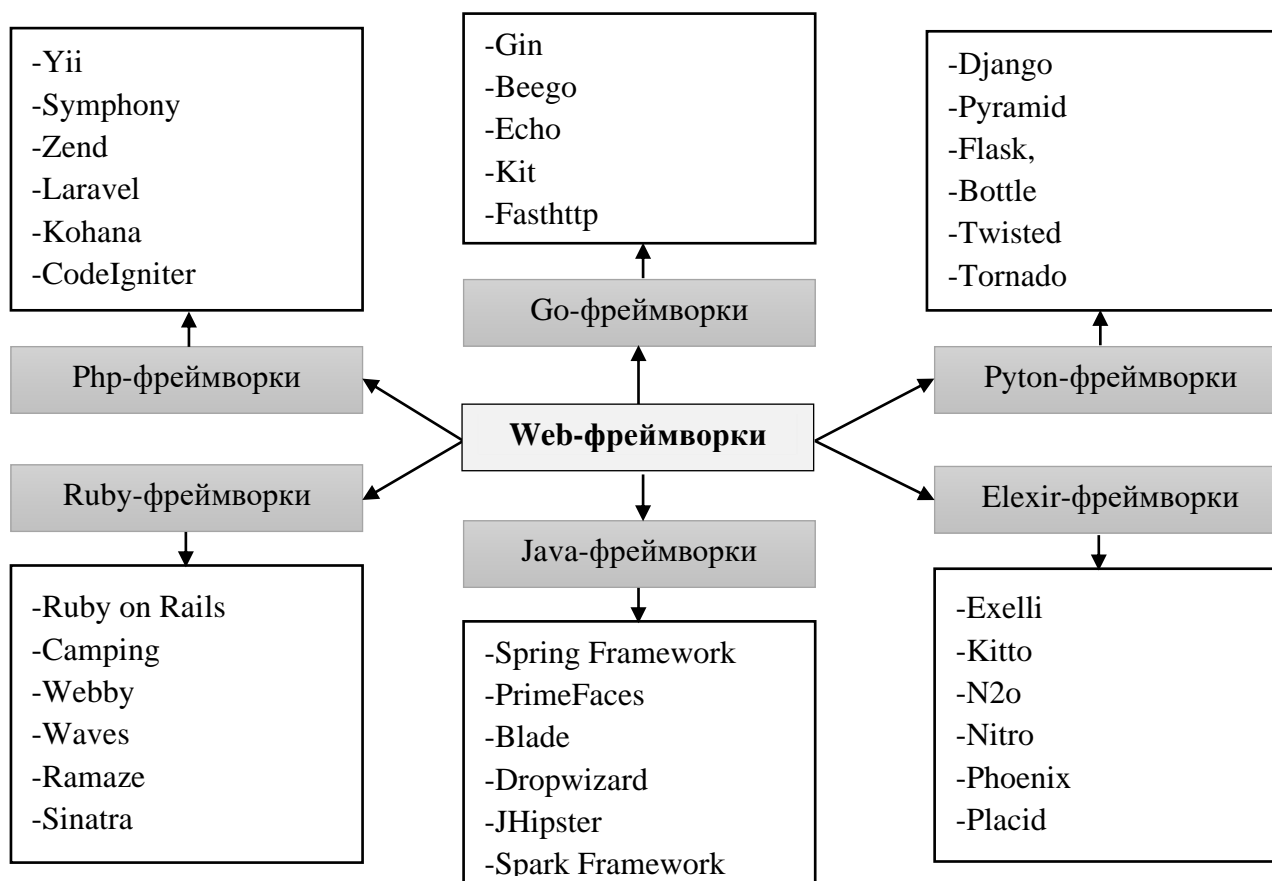 -Yii
-Symphony
-Zend
-Laravel
-Kohana
-CodeIgniter
-Gin
-Beego
-Echo
-Kit
-Fasthttp
-Django
-Pyramid
-Flask,
-Bottle
-Twisted
-Tornado
Go-фреймворки
Php-фреймворки
Pyton-фреймворки
Web-фреймворки
Ruby-фреймворки
Elexir-фреймворки
Java-фреймворки
-Ruby on Rails
-Camping
-Webby
-Waves
-Ramaze
-Sinatra
-Spring Framework
-PrimeFaces
-Blade
-Dropwizard
-JHipster
-Spark Framework
-Exelli
-Kitto
-N2o
-Nitro
-Phoenix
-Placid